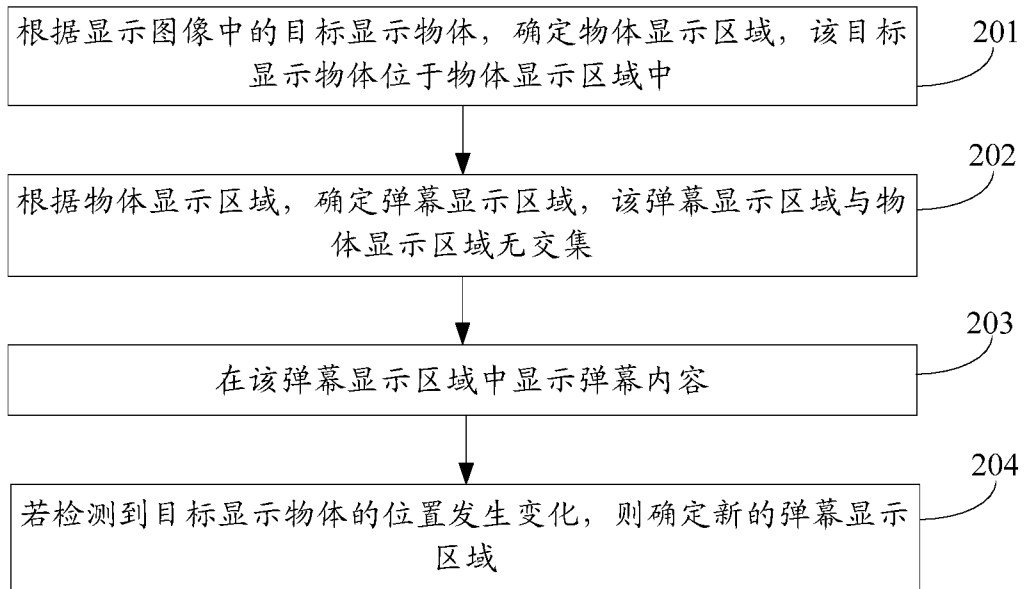 根据显示图像中的目标显示物体，确定物体显示区域，该目标
显示物体位于物体显示区域中
201
根据物体显示区域，确定弹幕显示区域，该弹幕显示区域与物
体显示区域无交集
202
在该弹幕显示区域中显示弹幕内容
203
若检测到目标显示物体的位置发生变化，则确定新的弹幕显示
区域
204